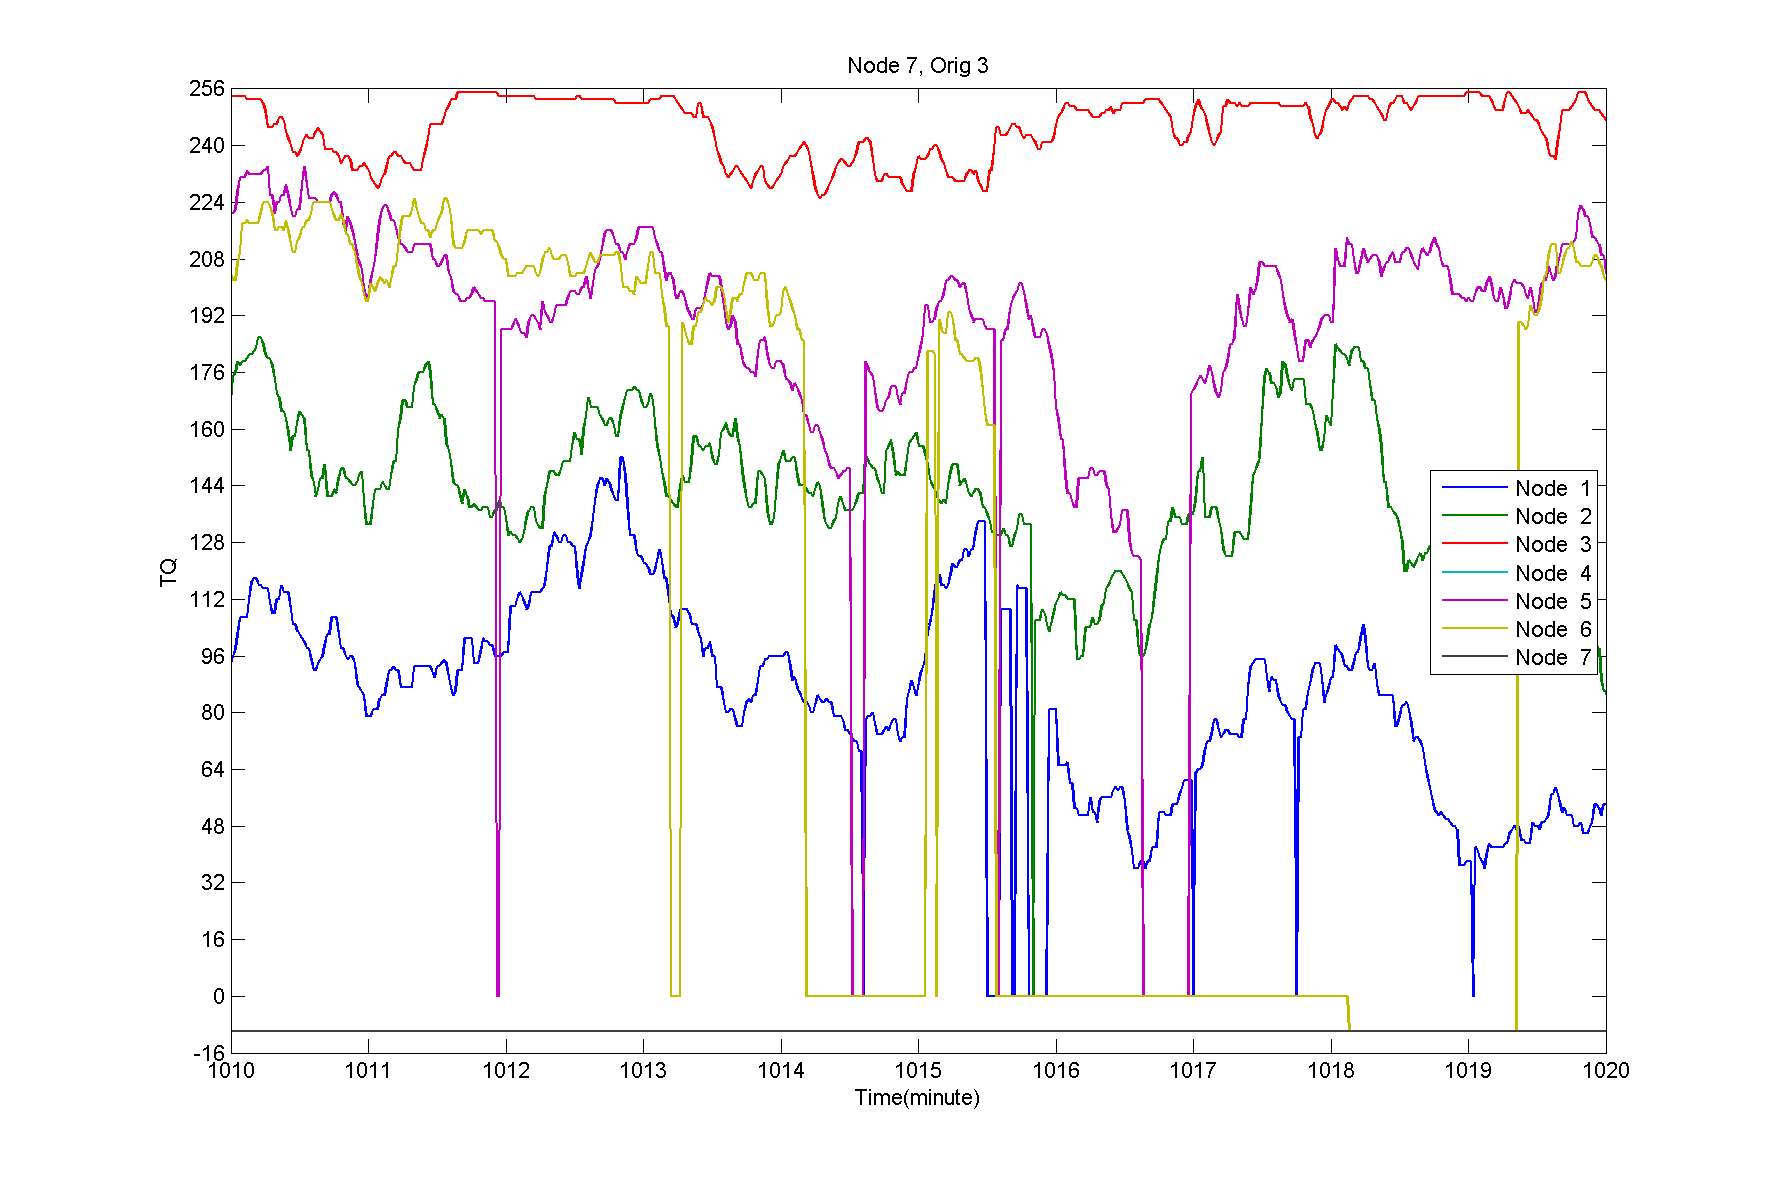 Node 7, Orig 3
256
240
224
208
192
176
160
144
128
112
96
80
64
48
32
16
0
-16
TQ
Node 1
Node 2
Node 3
Node 4
Node 5
Node 6
Node 7
1010 1011 1012 1013 1014 1015 1016 1017 1018 1019 1020
Time(minute)